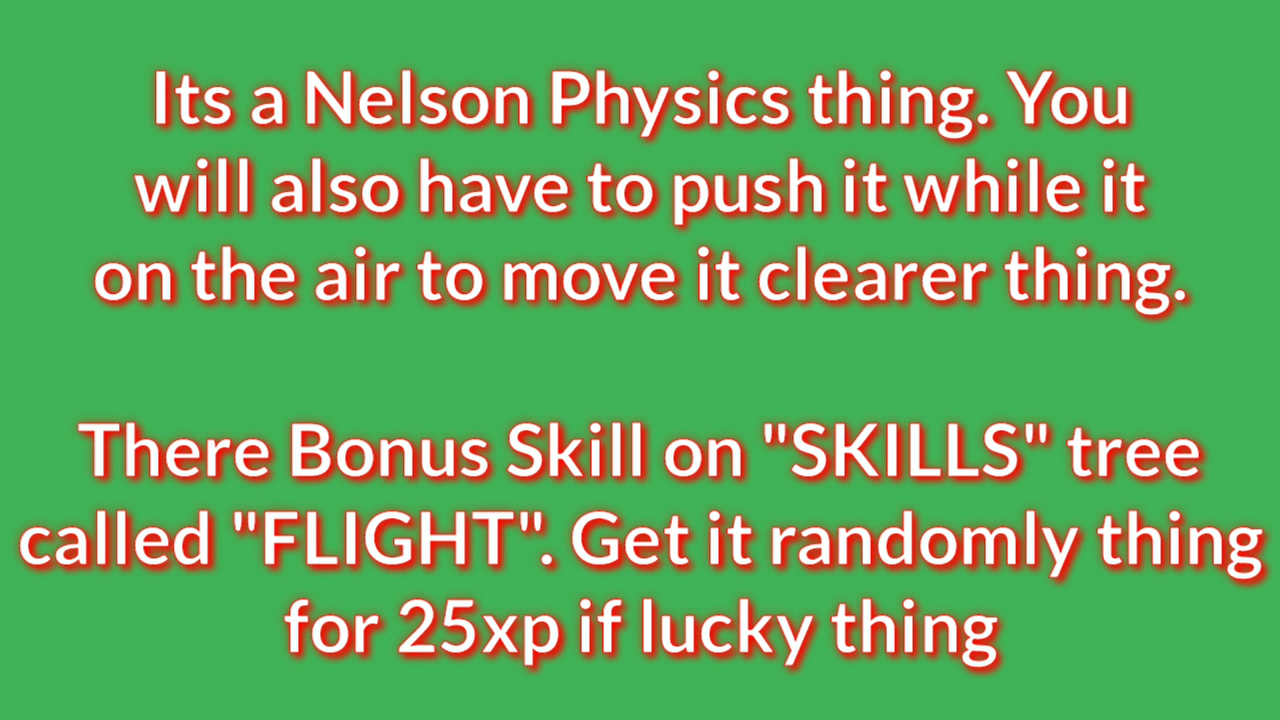 Its a Nelson Physics thing. You
will also have to push it while it
on the air to move it clearer thing.
There Bonus Skill on "SKILLS" tree
called "FLIGHT". Get it randomly thing
for 25xp if lucky thing